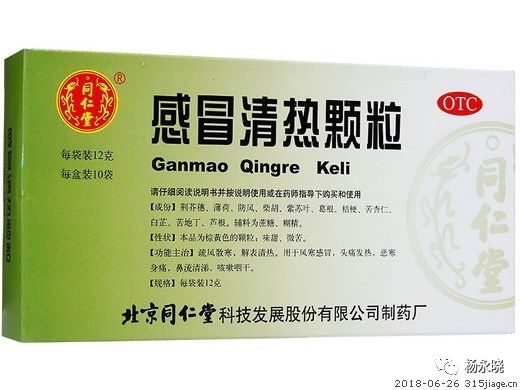 同仁堂
®
每袋装12克
每盒装10袋
感冒清热颗粒
Ganmao Qingre Keli
OTC
请仔细阅读说明书并按说明使用或在药师指导下购买和使用
【成份】荆芥穗、薄荷、防风、柴胡、紫苏叶、葛根、桔梗、苦杏仁、
白芷、苦地丁、芦根。辅料为蔗糖、糊精。
【性状】本品为棕黄色的颗粒；味甜、微苦。
【功能主治】疏风散寒，解表清热。用于风寒感冒，头痛发热，恶寒
身痛，鼻流清涕，咳嗽咽干。
【规格】每袋装12克
北京同仁堂科技发展股份有限公司制药厂
同仁堂
杨永晓
2018-06-26 315jiage.cn